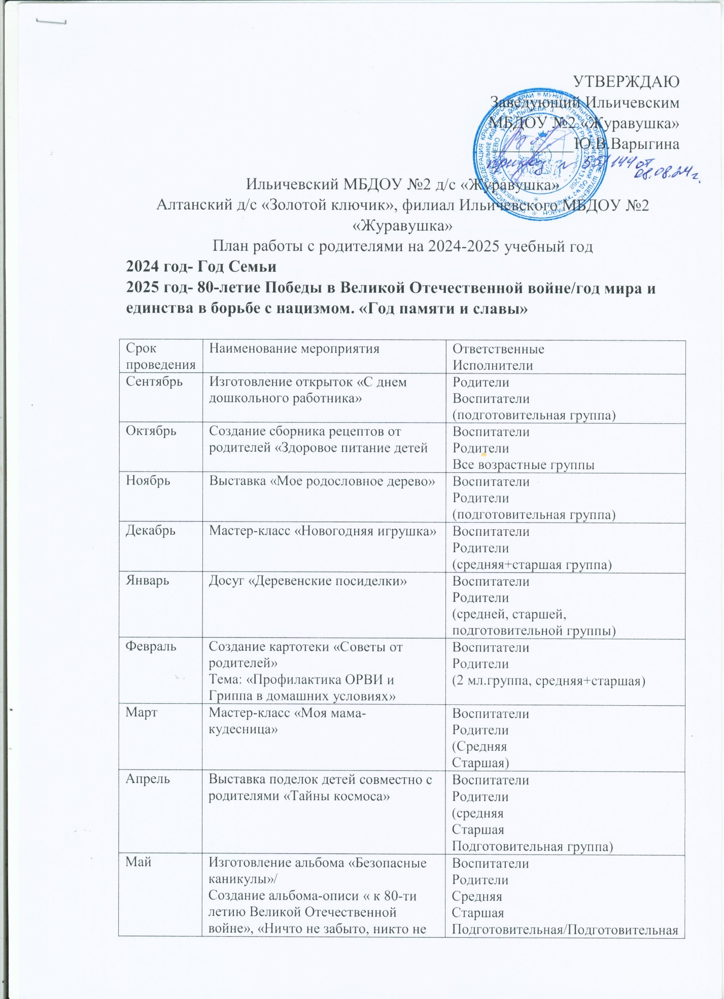 УТВЕРЖДАЮ
Заведующий Ильичевским
МБДОУ №2 «Журавушка»
Ю.В.Варыгина
приказ № 144 от
08.08.24 г.
Ильичевский МБДОУ №2 д/с «Журавушка»
Алтанский д/с «Золотой ключик», филиал Ильичевского МБДОУ №2
«Журавушка»
План работы с родителями на 2024-2025 учебный год
2024 год- Год Семьи
2025 год- 80-летие Победы в Великой Отечественной войне/год мира и
единства в борьбе с нацизмом. «Год памяти и славы»
Срок
проведения
Наименование мероприятия
Ответственные
Исполнители
Сентябрь
Изготовление открыток «С днем
дошкольного работника»
Родители
Воспитатели
(подготовительная группа)
Октябрь
Создание сборника рецептов от
родителей «Здоровое питание детей
Воспитатели
Родители
Все возрастные группы
Ноябрь
Выставка «Мое родословное дерево»
Воспитатели
Родители
(подготовительная группа)
Декабрь
Мастер-класс «Новогодняя игрушка»
Воспитатели
Родители
(средняя+старшая группа)
Январь
Досуг «Деревенские посиделки»
Воспитатели
Родители
(средней, старшей,
подготовительной группы)
Февраль
Создание картотеки «Советы от
родителей»
Тема: «Профилактика ОРВИ и
Гриппа в домашних условиях»
Воспитатели
Родители
(2 мл.группа, средняя+старшая)
Март
Мастер-класс «Моя мама-
кудесница»
Воспитатели
Родители
(Средняя
Старшая)
Апрель
Выставка поделок детей совместно с
родителями «Тайны космоса»
Воспитатели
Родители
(средняя
Старшая
Подготовительная группа)
Май
Изготовление альбома «Безопасные
каникулы»/
Создание альбома-описи « к 80-ти
летию Великой Отечественной
войне», «Ничто не забыто, никто не
Воспитатели
Родители
Средняя
Старшая
Подготовительная/Подготовительная